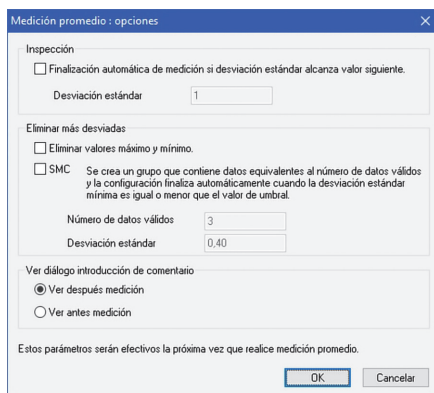 Medición promedio : opciones
Inspección
Finalización automática de medición si desviación estándar alcanza valor siguiente.
Desviación estándar 1
Eliminar más desviadas
Eliminar valores máximo y mínimo.
SMC Se crea un grupo que contiene datos equivalentes al número de datos válidos
y la configuración finaliza automáticamente cuando la desviación estándar
mínima es igual o menor que el valor de umbral.
Número de datos válidos 3
Desviación estándar 0,40
Ver diálogo introducción de comentario
Ver después medición
Ver antes medición
Estos parámetros serán efectivos la próxima vez que realice medición promedio.
OK Cancelar